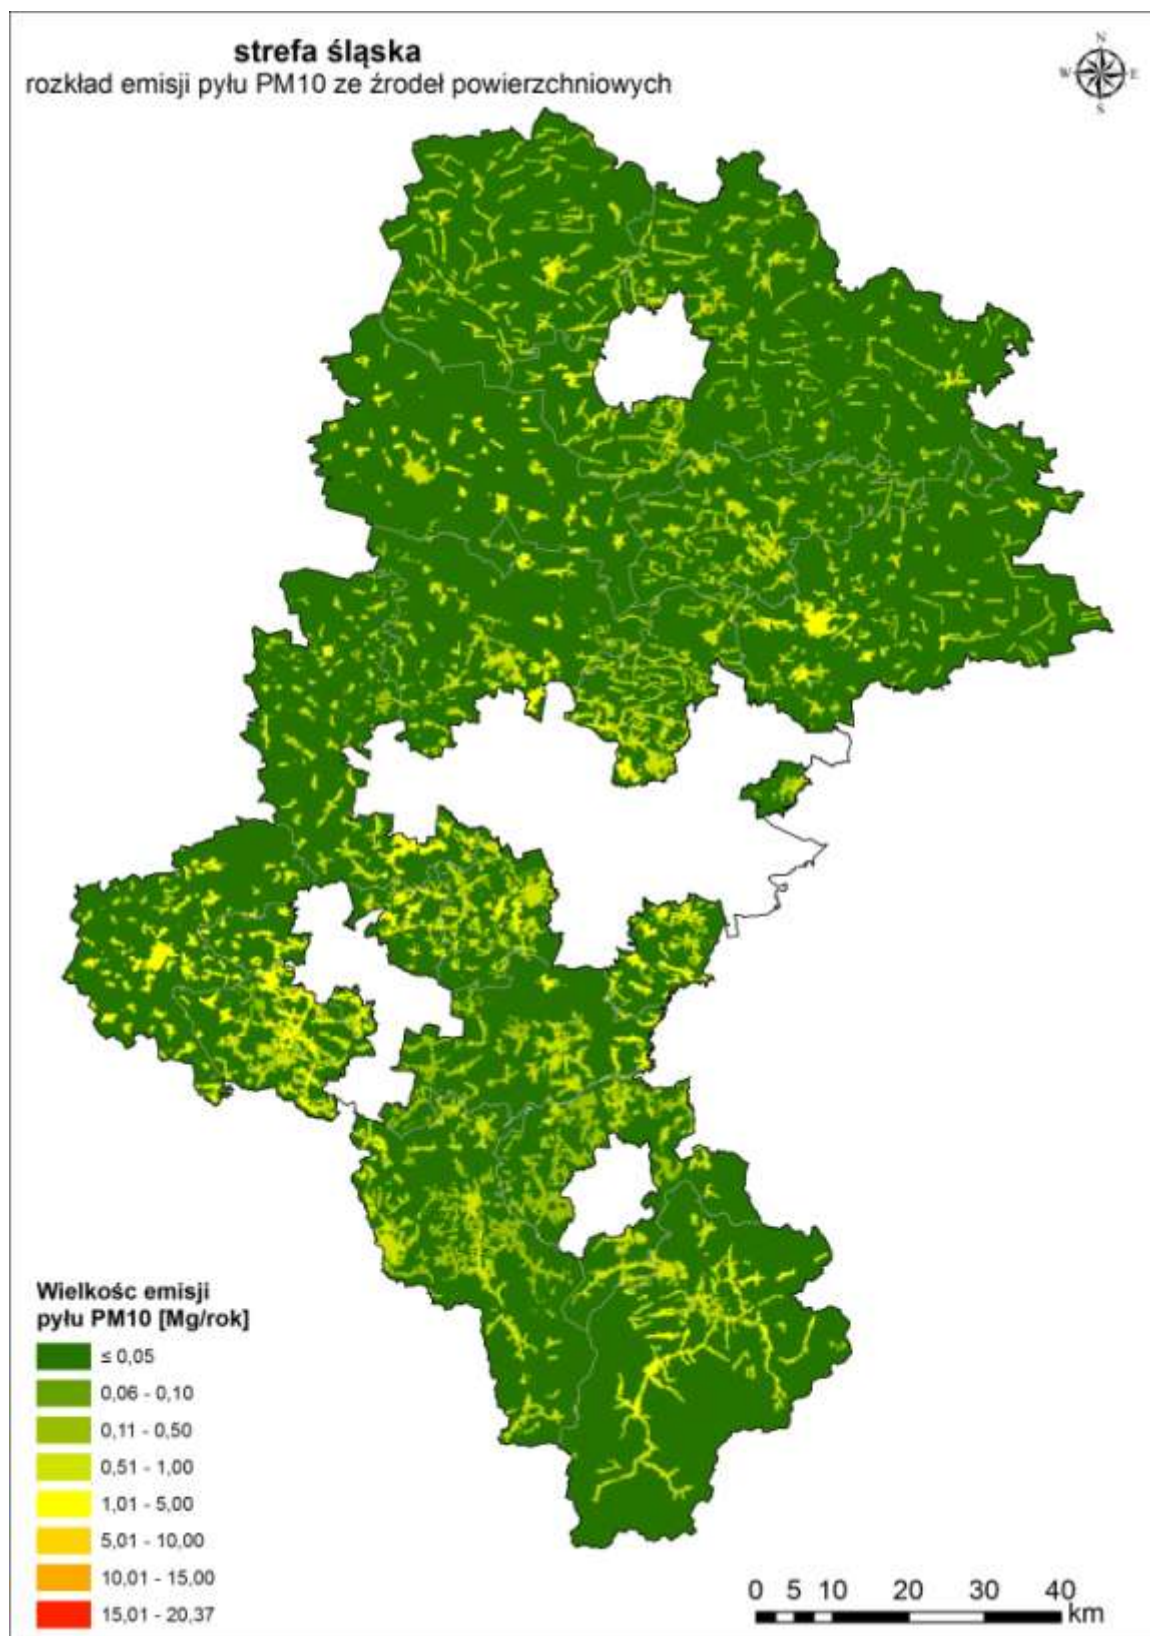 strefa śląska
rozkład emisji pyłu PM10 ze źrodeł powierzchniowych
N
W E
S
Wielkośc emisji
pyłu PM10 [Mg/rok]
≤ 0,05
0,06 - 0,10
0,11 - 0,50
0,51 - 1,00
1,01 - 5,00
5,01 - 10,00
10,01 - 15,00
15,01 - 20,37
0 5 10 20 30 40
km